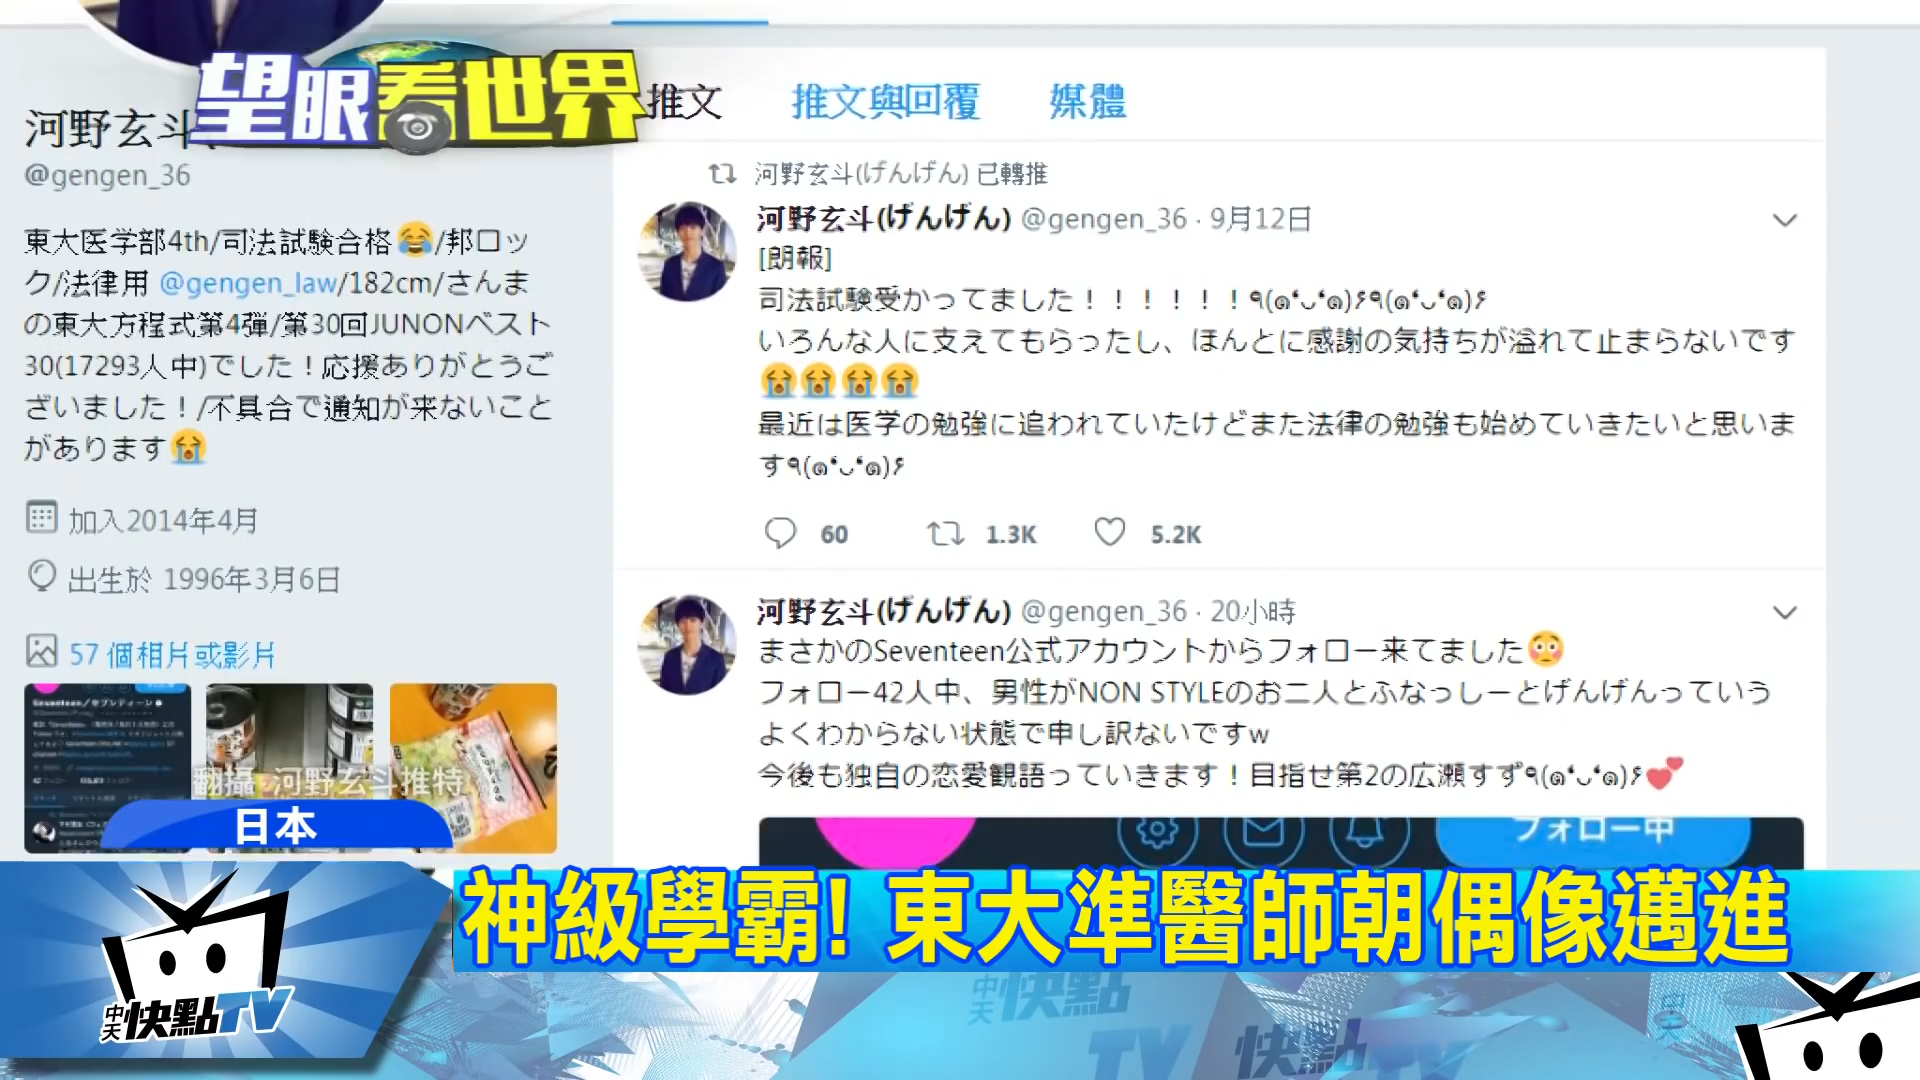 望眼看世界
河野玄斗(
@gengen_36
東大医学部4th/司法試験合格😂/邦ロッ
ク/法律用 @gengen_law/182cm/さんま
の東大方程式第4弾/第30回JUNONベスト
30(17293人中)でした！応援ありがとうご
ざいました！/不具合で通知が来ないこと
があります😭
加入2014年4月
出生於 1996年3月6日
57 個相片或影片
翻攝 河野玄斗推特
推文 推文與回覆 媒體
河野玄斗(げんげん) 已轉推
河野玄斗(げんげん) @gengen_36 · 9月12日
[朗報]
司法試験受かってました！！！！！！٩(๑❛ᴗ❛๑)۶٩(๑❛ᴗ❛๑)۶
いろんな人に支えてもらったし、ほんとに感謝の気持ちが溢れて止まらないです
😭😭😭😭
最近は医学の勉強に追われていたけどまた法律の勉強も始めていきたいと思いま
す٩(๑❛ᴗ❛๑)۶
60 1.3K 5.2K
河野玄斗(げんげん) @gengen_36 · 20小時
まさかのSeventeen公式アカウントからフォロー来てました😳
フォロー42人中、男性がNON STYLEのお二人とふなっしーとげんげんっていう
よくわからない状態で申し訳ないですw
今後も独自の恋愛観語っていきます！目指せ第2の広瀬すず٩(๑❛ᴗ❛๑)۶💕
フォロー中
日本
神級學霸! 東大準醫師朝偶像邁進
中天快點TV
中天快點TV
快點TV